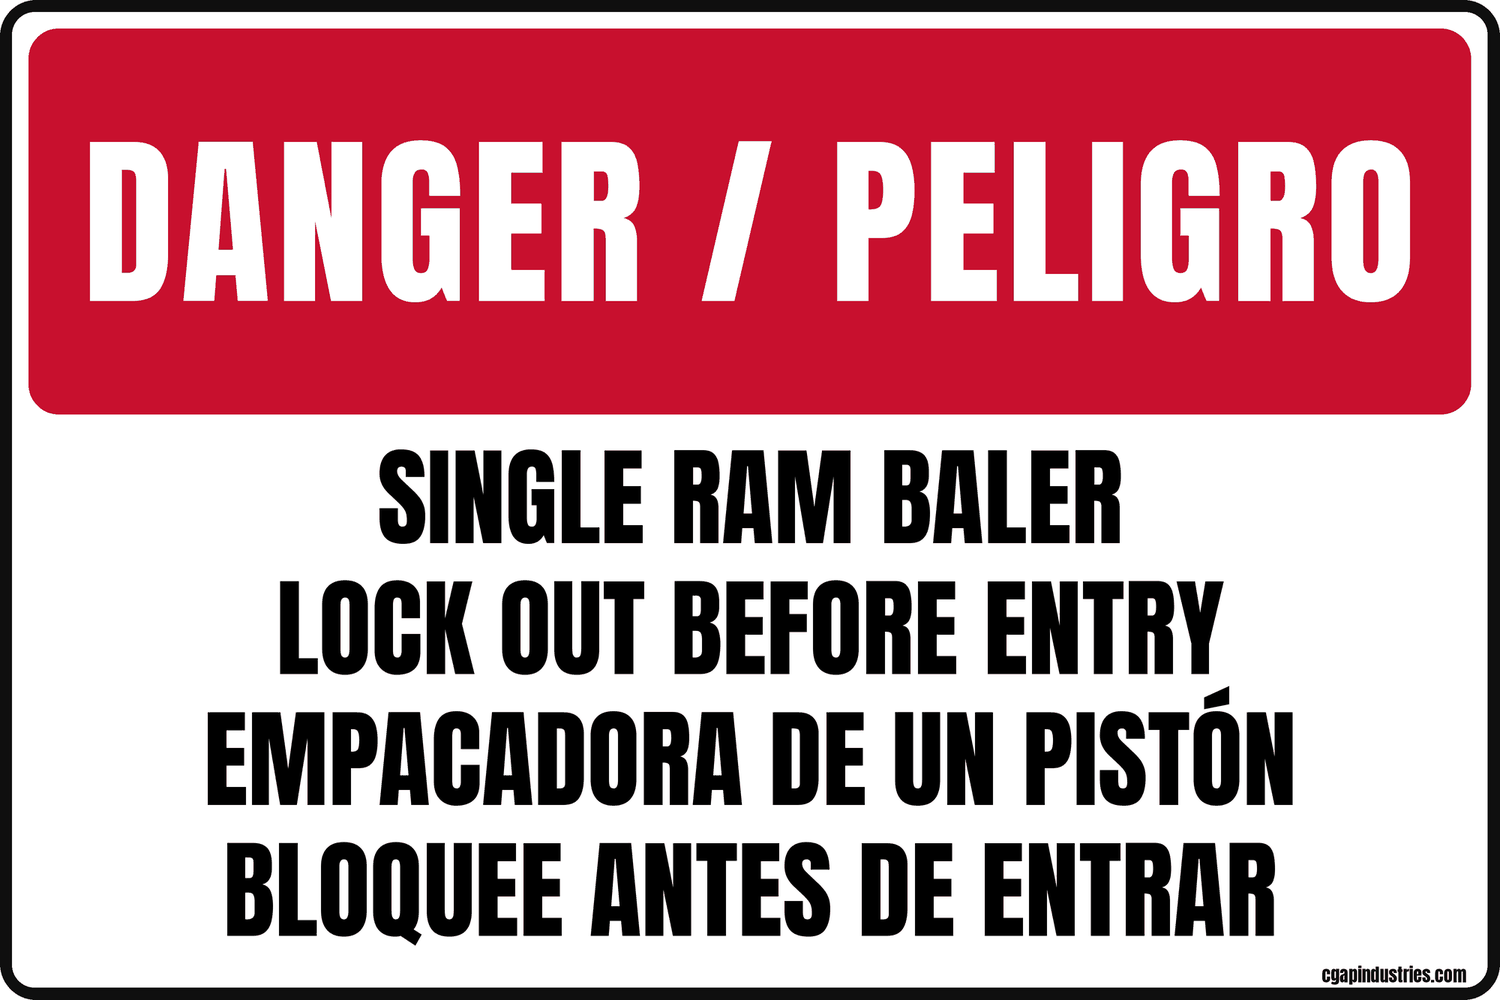 DANGER / PELIGRO
SINGLE RAM BALER
LOCK OUT BEFORE ENTRY
EMPACADORA DE UN PISTÓN
BLOQUEE ANTES DE ENTRAR
cgapindustries.com